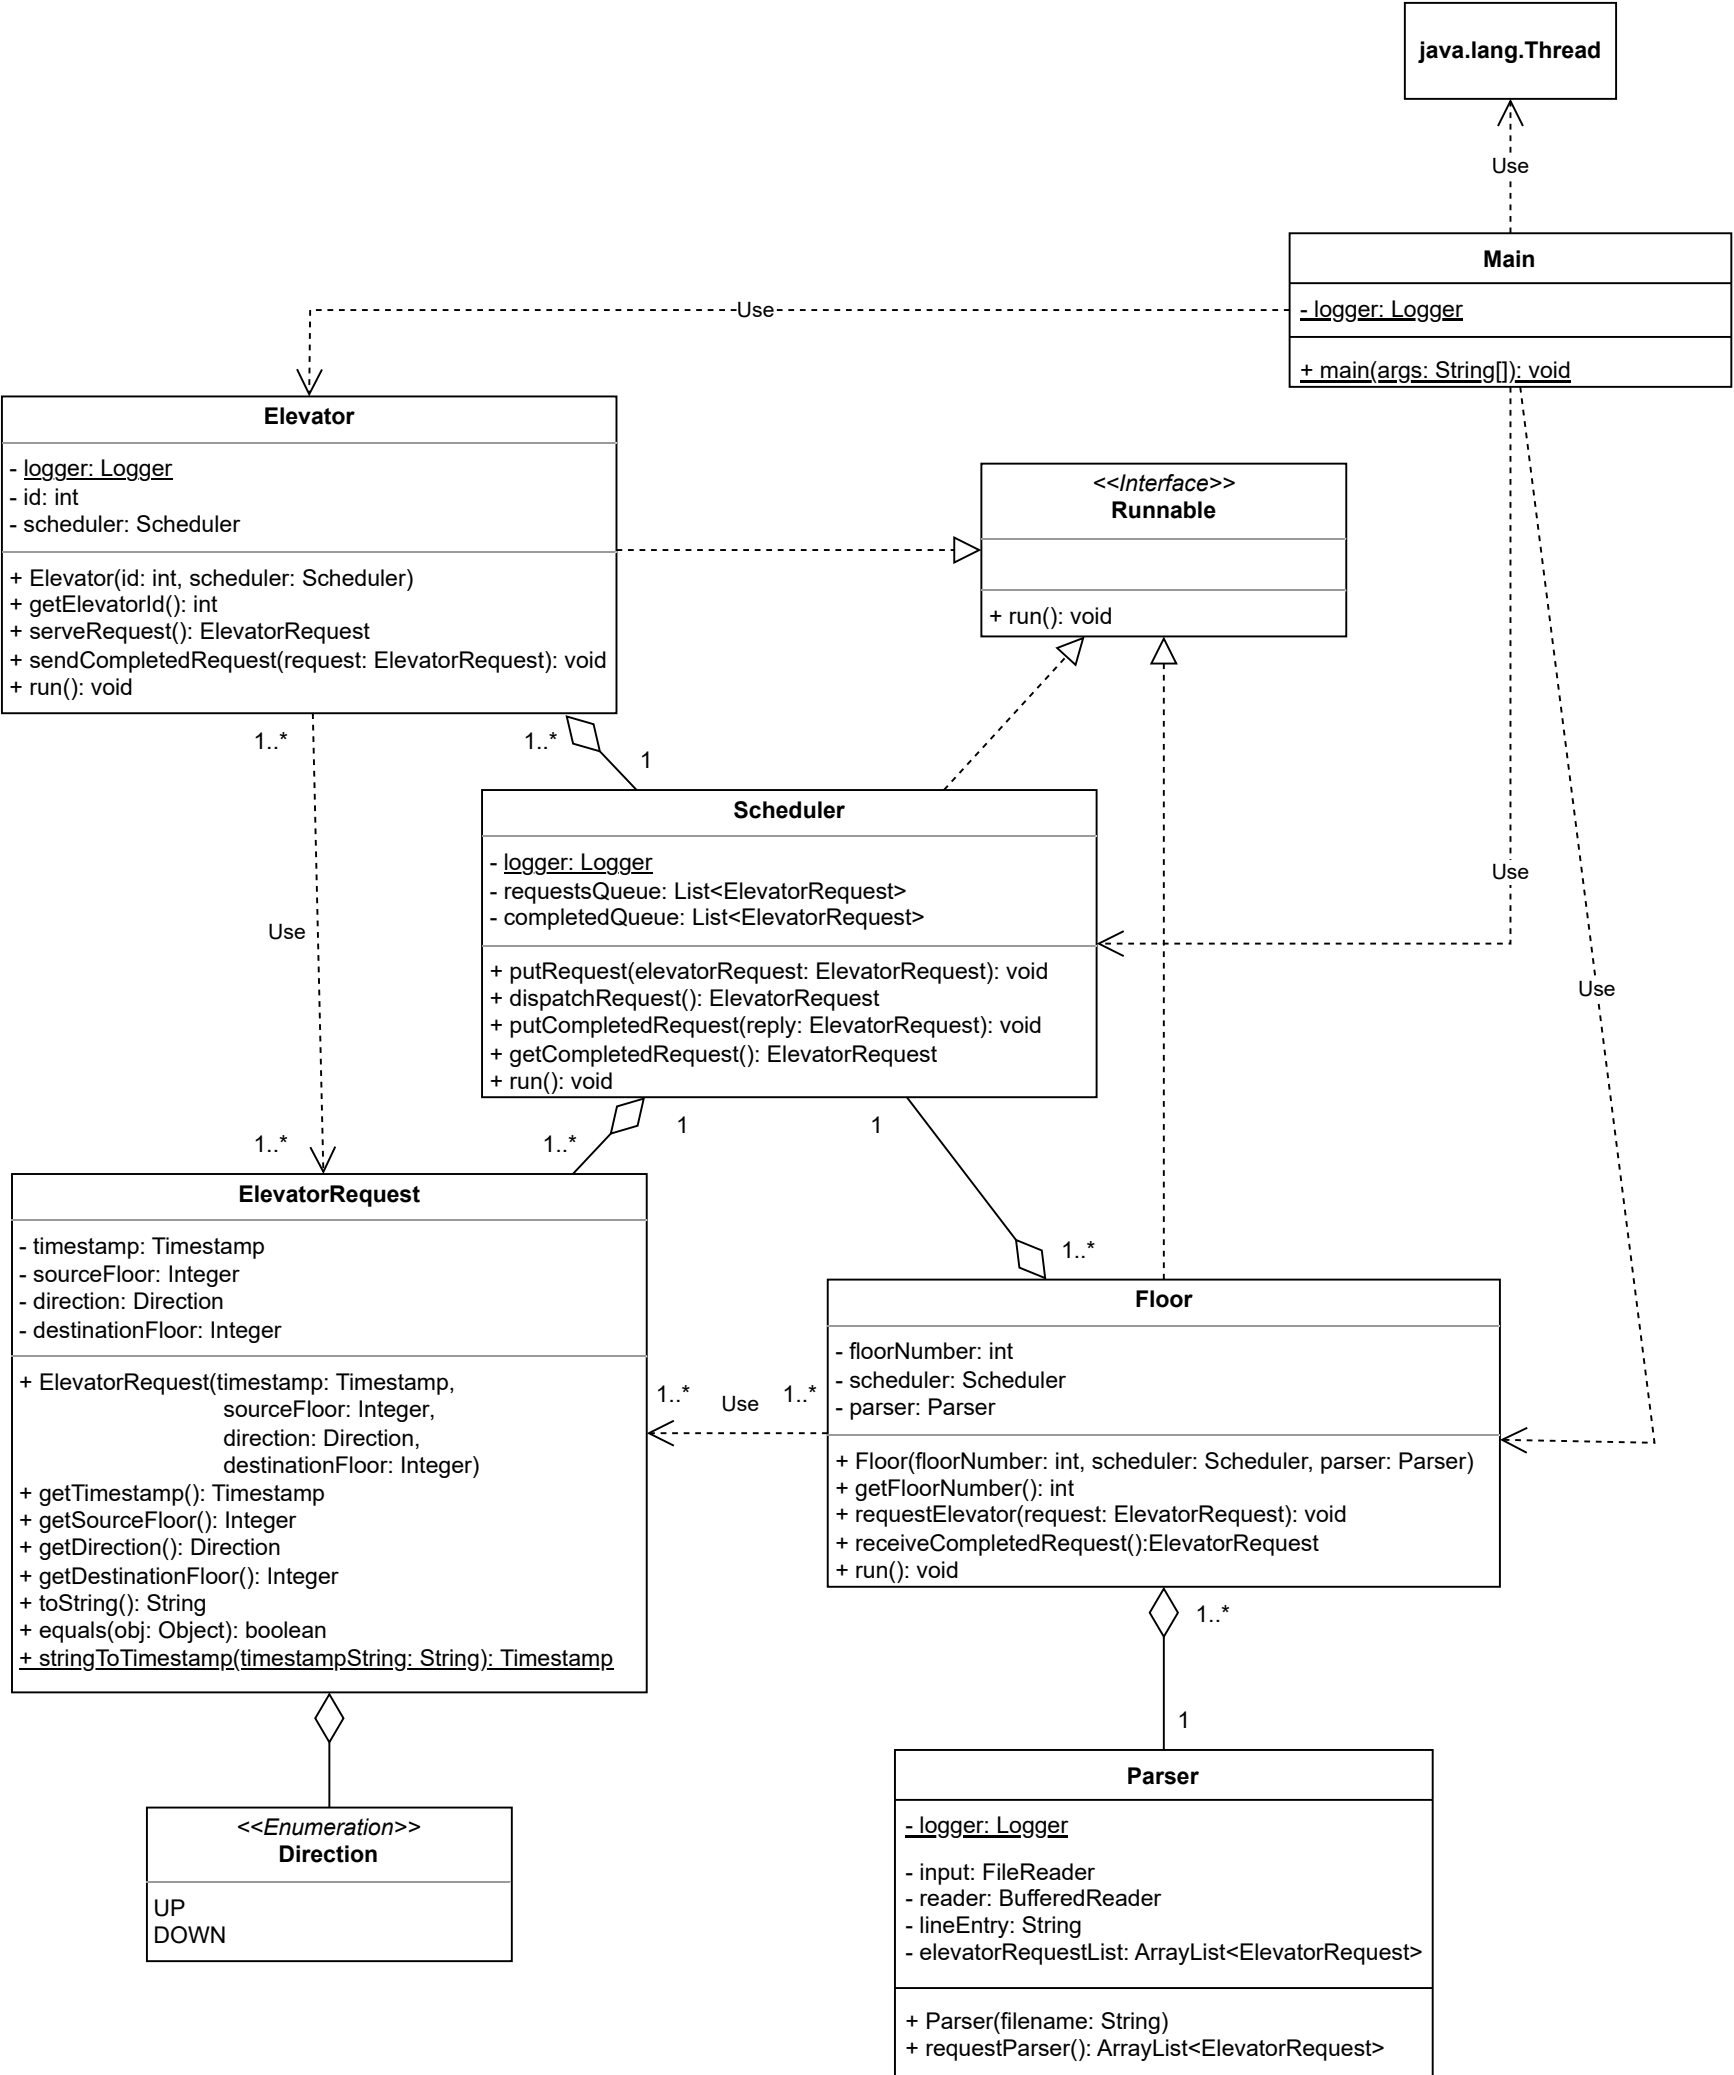 java.lang.Thread
Use
Main
- logger: Logger
+ main(args: String[]): void
Use
Elevator
- logger: Logger
- id: int
- scheduler: Scheduler
+ Elevator(id: int, scheduler: Scheduler)
+ getElevatorId(): int
+ serveRequest(): ElevatorRequest
+ sendCompletedRequest(request: ElevatorRequest): void
+ run(): void
<<Interface>>
Runnable
+ run(): void
1..*
1..*
1
Scheduler
- logger: Logger
- requestsQueue: List<ElevatorRequest>
- completedQueue: List<ElevatorRequest>
+ putRequest(elevatorRequest: ElevatorRequest): void
+ dispatchRequest(): ElevatorRequest
+ putCompletedRequest(reply: ElevatorRequest): void
+ getCompletedRequest(): ElevatorRequest
+ run(): void
Use
Use
Use
1..*
1..*
1
1
1..*
ElevatorRequest
- timestamp: Timestamp
- sourceFloor: Integer
- direction: Direction
- destinationFloor: Integer
+ ElevatorRequest(timestamp: Timestamp,
sourceFloor: Integer,
direction: Direction,
destinationFloor: Integer)
+ getTimestamp(): Timestamp
+ getSourceFloor(): Integer
+ getDirection(): Direction
+ getDestinationFloor(): Integer
+ toString(): String
+ equals(obj: Object): boolean
+ stringToTimestamp(timestampString: String): Timestamp
1..*
Use
1..*
Floor
- floorNumber: int
- scheduler: Scheduler
- parser: Parser
+ Floor(floorNumber: int, scheduler: Scheduler, parser: Parser)
+ getFloorNumber(): int
+ requestElevator(request: ElevatorRequest): void
+ receiveCompletedRequest():ElevatorRequest
+ run(): void
1..*
1
<<Enumeration>>
Direction
UP
DOWN
Parser
- logger: Logger
- input: FileReader
- reader: BufferedReader
- lineEntry: String
- elevatorRequestList: ArrayList<ElevatorRequest>
+ Parser(filename: String)
+ requestParser(): ArrayList<ElevatorRequest>